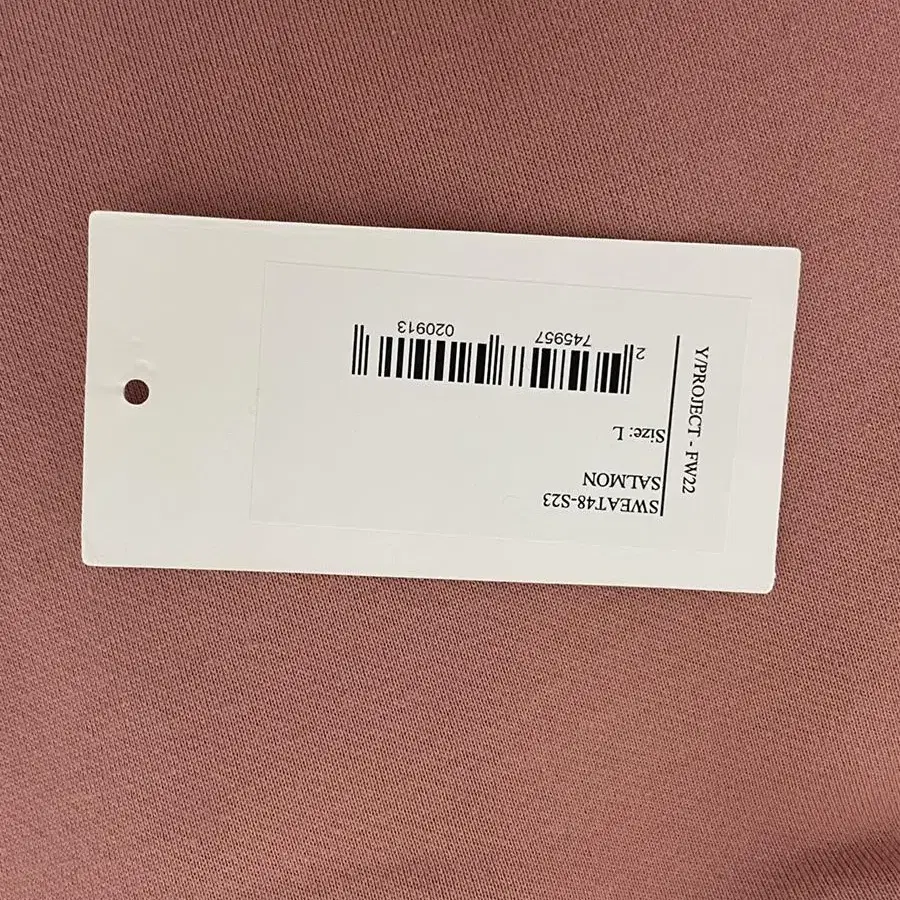 Y/PROJECT - FW22
SWEAT48-S23
SALMON
Size: L
2 745957 020913